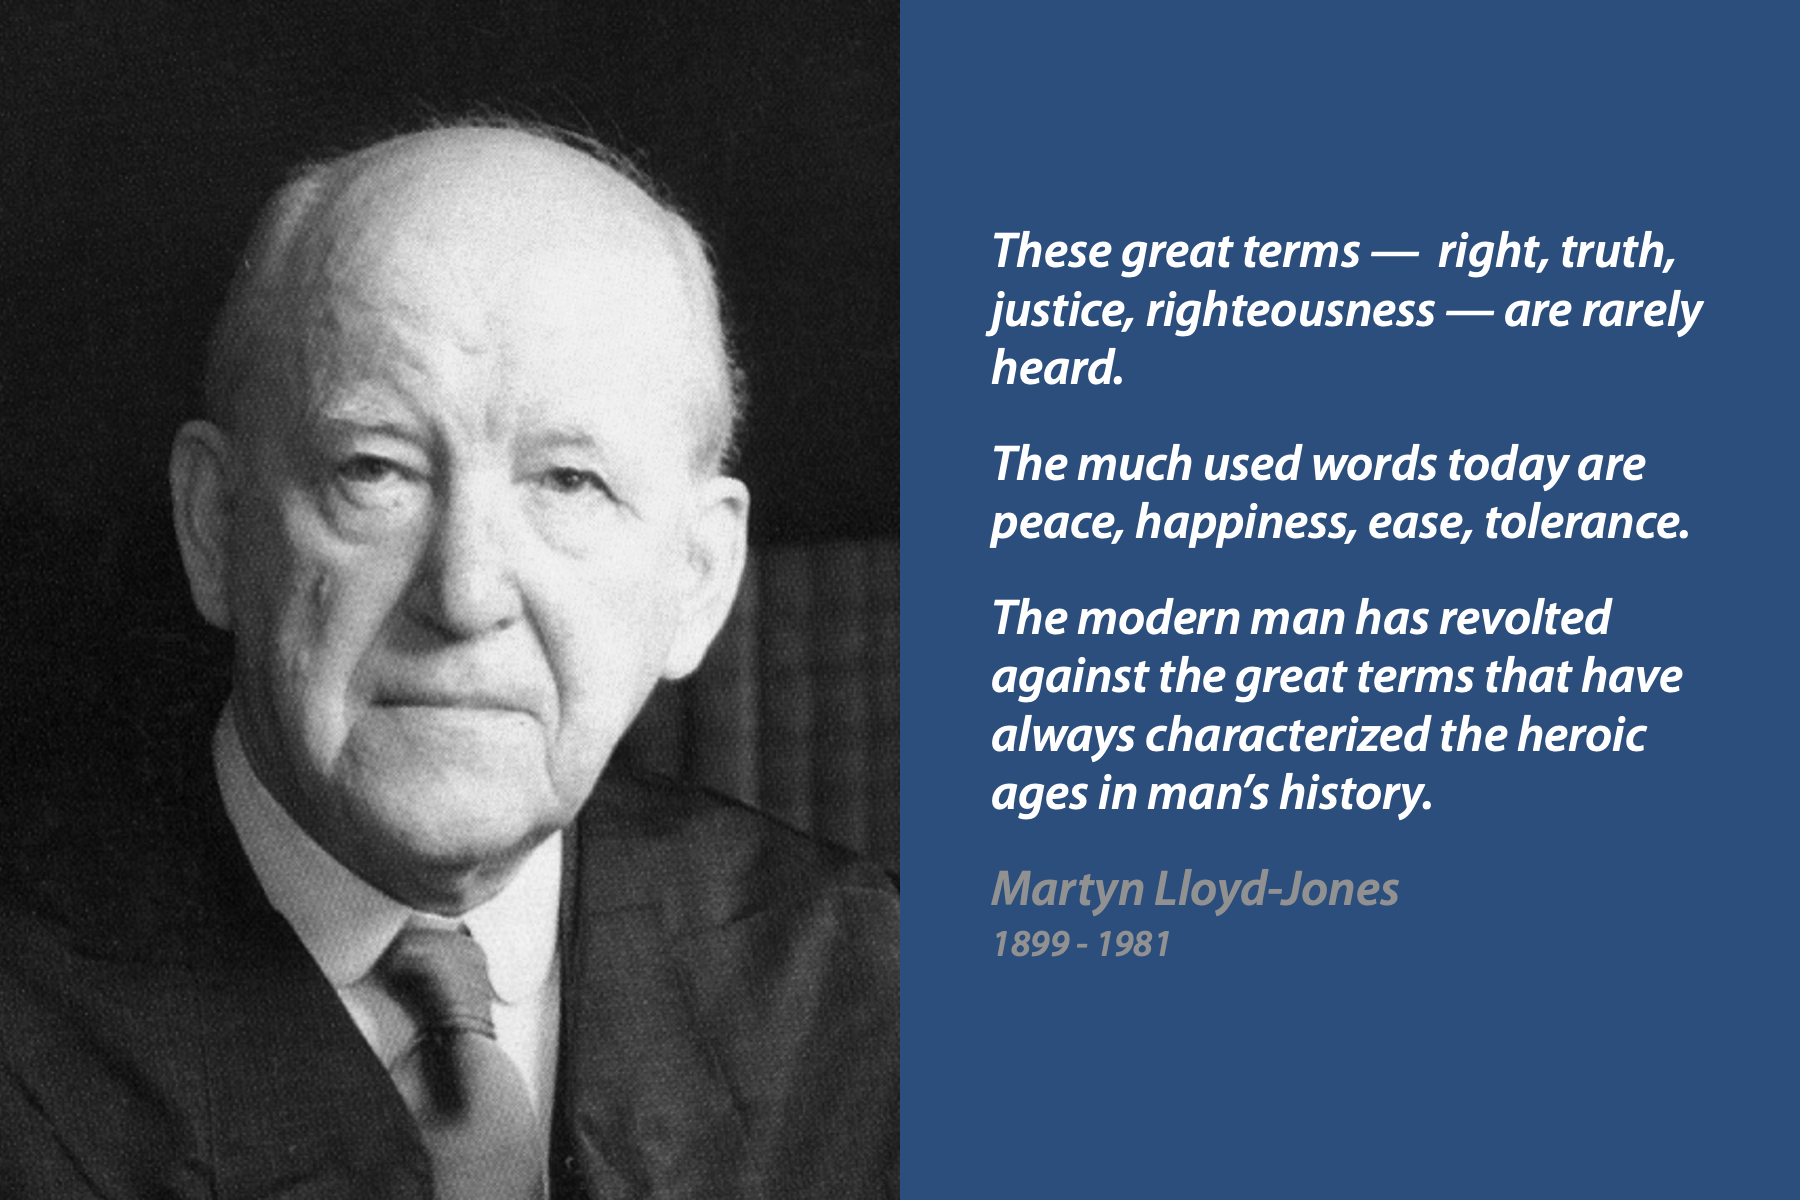 These great terms —  right, truth,
justice, righteousness — are rarely
heard.
The much used words today are
peace, happiness, ease, tolerance.
The modern man has revolted
against the great terms that have
always characterized the heroic
ages in man’s history.
Martyn Lloyd-Jones
1899 - 1981